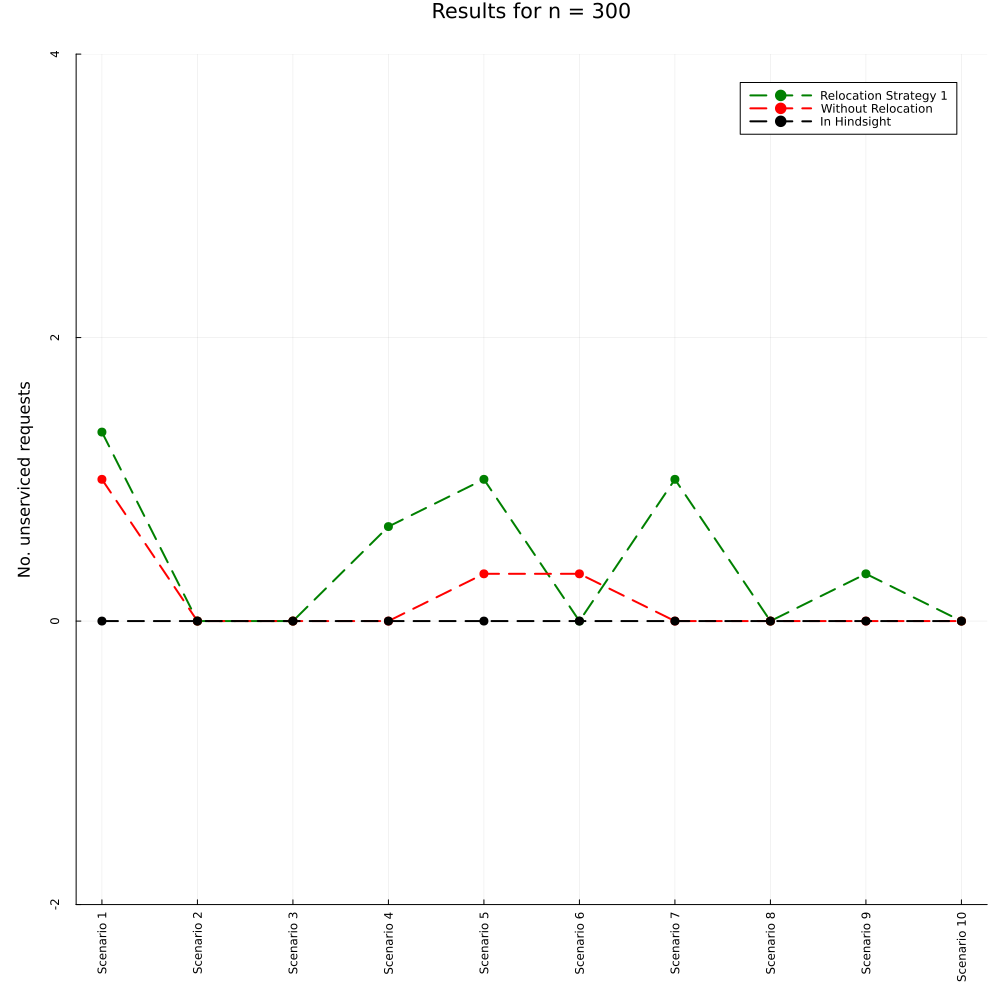 Results for n = 300
4
Relocation Strategy 1
Without Relocation
In Hindsight
2
No. unserviced requests
0
-2
Scenario 1
Scenario 2
Scenario 3
Scenario 4
Scenario 5
Scenario 6
Scenario 7
Scenario 8
Scenario 9
Scenario 10